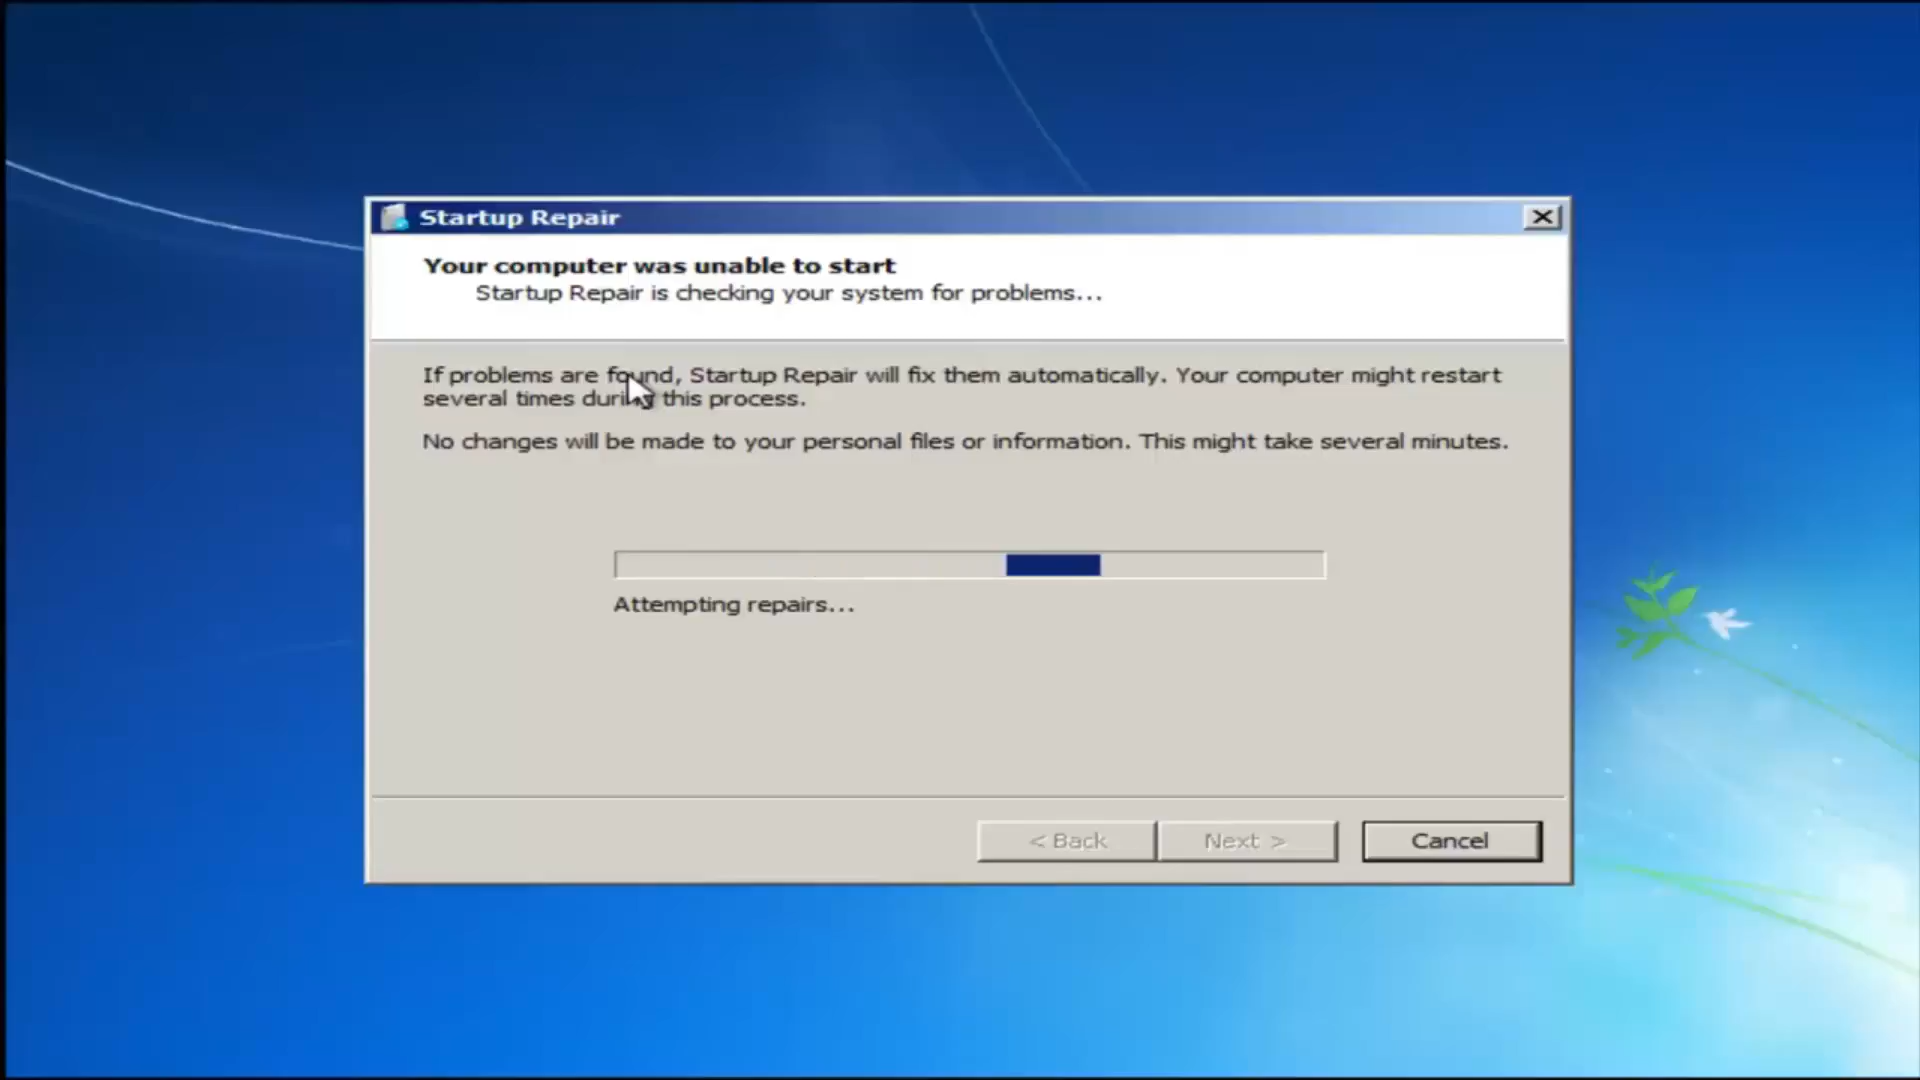 Startup Repair
Your computer was unable to start
Startup Repair is checking your system for problems...
If problems are found, Startup Repair will fix them automatically. Your computer might restart
several times during this process.
No changes will be made to your personal files or information. This might take several minutes.
Attempting repairs...
< Back
Next >
Cancel